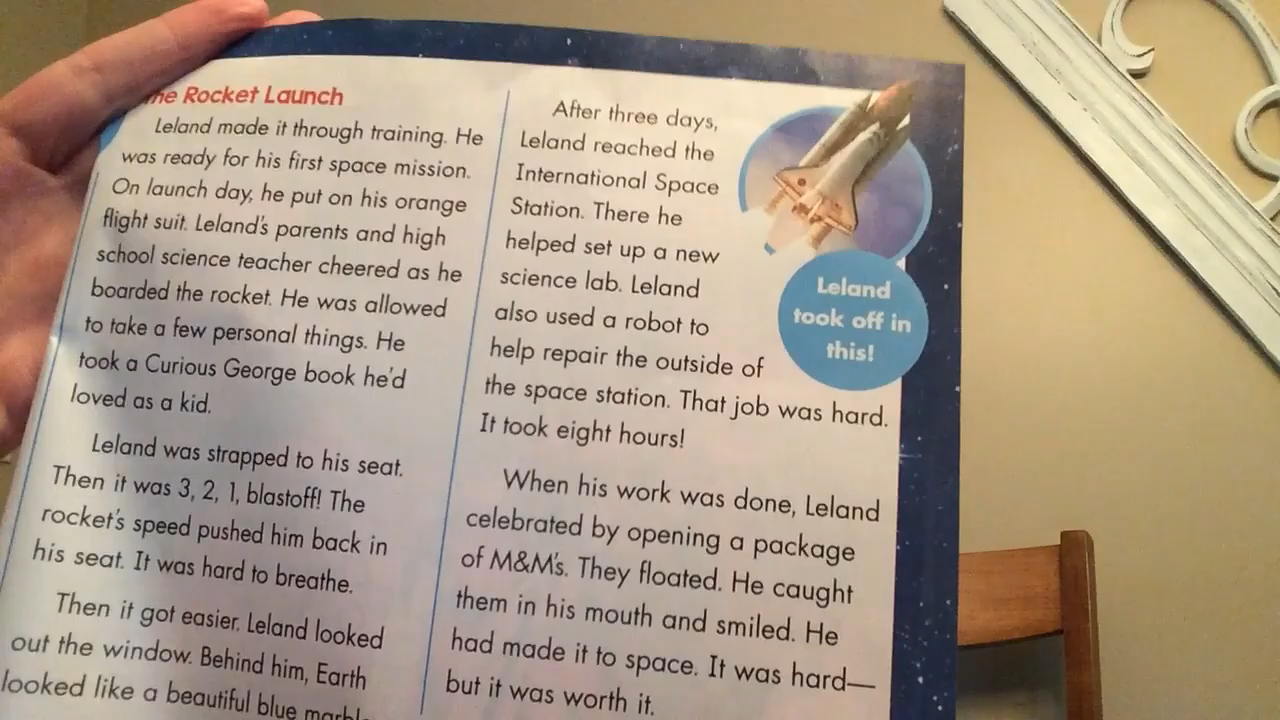 The Rocket Launch
Leland made it through training. He
was ready for his first space mission.
On launch day, he put on his orange
flight suit. Leland's parents and high
school science teacher cheered as he
boarded the rocket. He was allowed
to take a few personal things. He
took a Curious George book he'd
loved as a kid.
Leland was strapped to his seat.
Then it was 3, 2, 1, blastoff! The
rocket's speed pushed him back in
his seat. It was hard to breathe.
Then it got easier. Leland looked
out the window. Behind him, Earth
looked like a beautiful blue marble
After three days,
Leland reached the
International Space
Station. There he
helped set up a new
science lab. Leland
also used a robot to
help repair the outside of
the space station. That job was hard.
It took eight hours!
When his work was done, Leland
celebrated by opening a package
of M&M's. They floated. He caught
them in his mouth and smiled. He
had made it to space. It was hard—
but it was worth it.
Leland
took off in
this!